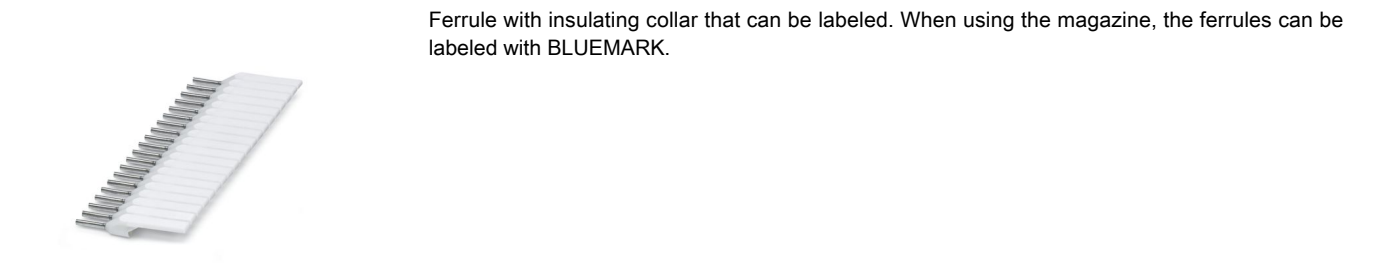 Ferrule with insulating collar that can be labeled. When using the magazine, the ferrules can be
labeled with BLUEMARK.